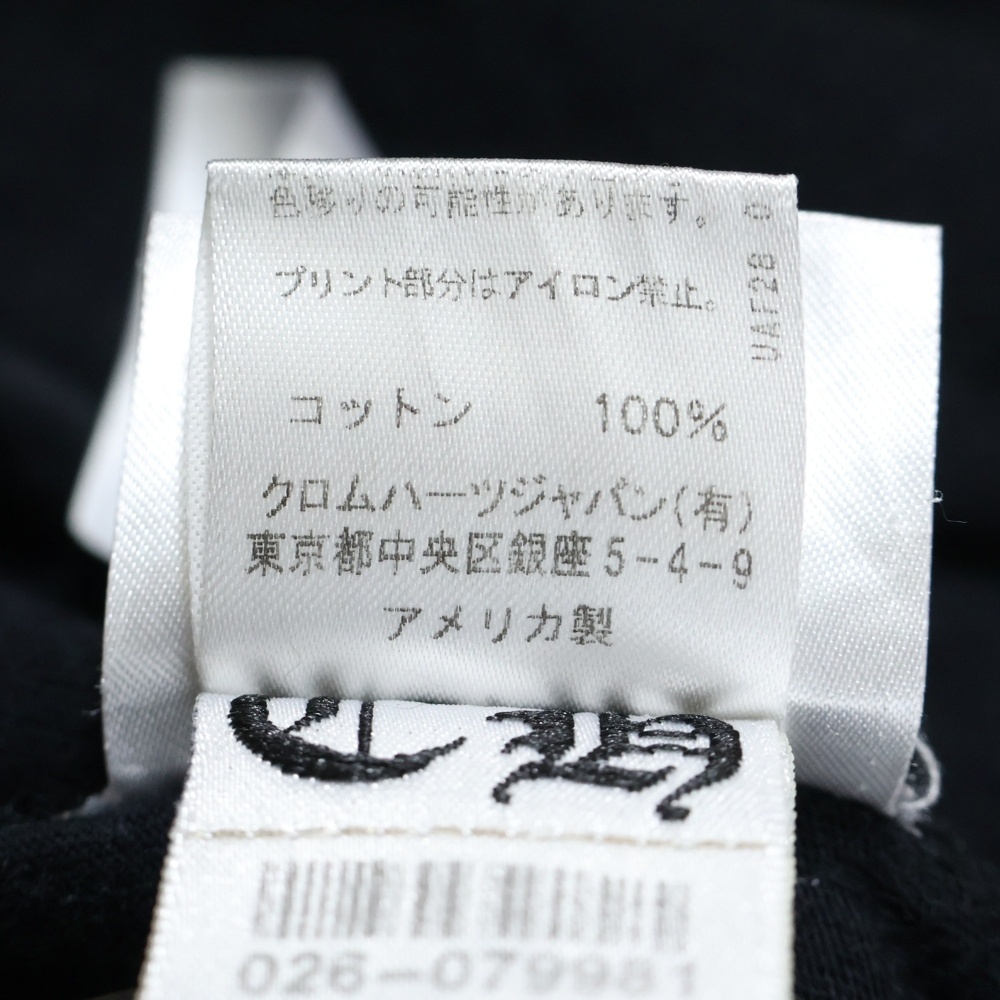 色移りの可能性があります。
プリント部分はアイロン禁止。
コットン 100%
クロムハーツジャパン(有)
東京都中央区銀座5-4-9
アメリカ製
UAF28 0
CH
026-079981